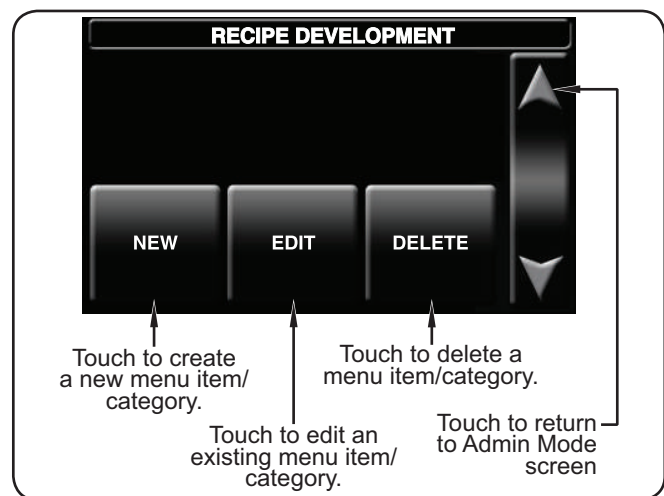 RECIPE DEVELOPMENT
NEW
EDIT
DELETE
Touch to create
a new menu item/
category.
Touch to edit an
existing menu item/
category.
Touch to delete a
menu item/category.
Touch to return
to Admin Mode
screen